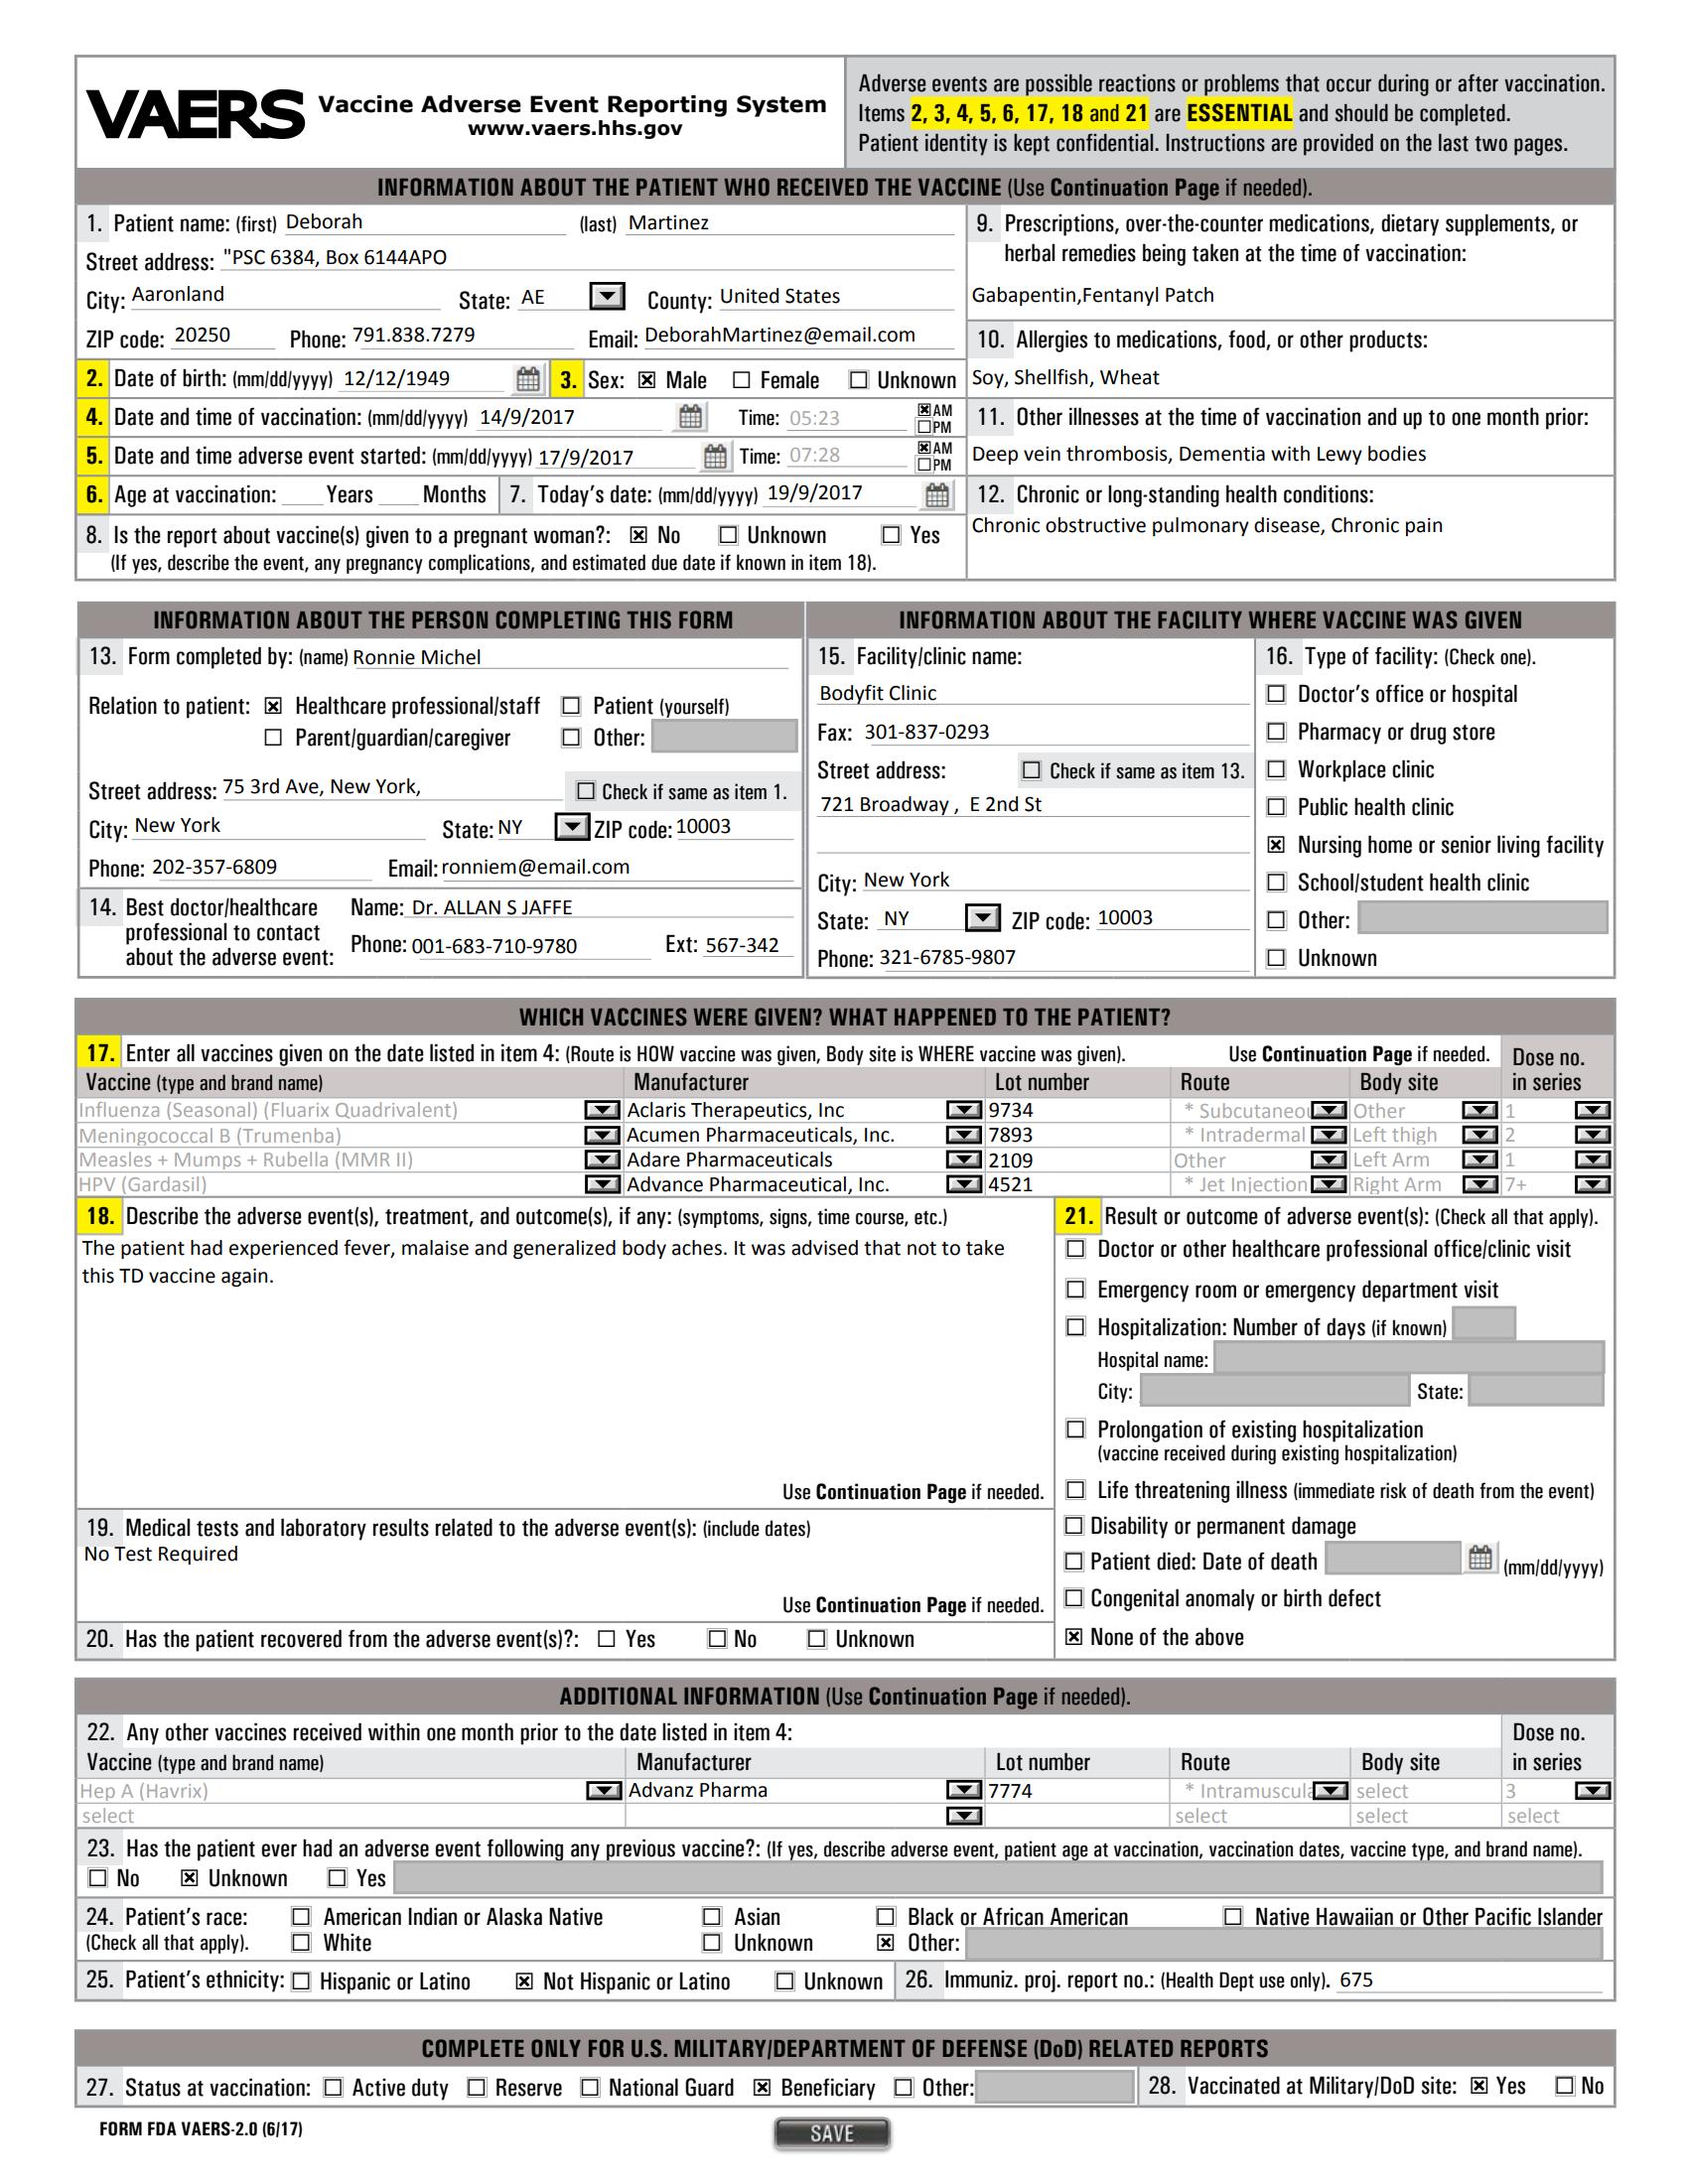 VAERS Vaccine Adverse Event Reporting System
www.vaers.hhs.gov
Adverse events are possible reactions or problems that occur during or after vaccination.
Items 2, 3, 4, 5, 6, 17, 18 and 21 are ESSENTIAL and should be completed.
Patient identity is kept confidential. Instructions are provided on the last two pages.
INFORMATION ABOUT THE PATIENT WHO RECEIVED THE VACCINE (Use Continuation Page if needed).
1. Patient name: (first) Deborah (last) Martinez
Street address: "PSC 6384, Box 6144APO
City: Aaronland State: AE County: United States
ZIP code: 20250 Phone: 791.838.7279 Email: DeborahMartinez@email.com
2. Date of birth: (mm/dd/yyyy) 12/12/1949 3. Sex: ☒ Male ☐ Female ☐ Unknown
4. Date and time of vaccination: (mm/dd/yyyy) 14/9/2017 Time: 05:23 ☒ AM ☐ PM
5. Date and time adverse event started: (mm/dd/yyyy) 17/9/2017 Time: 07:28 ☒ AM ☐ PM
6. Age at vaccination: Years Months 7. Today's date: (mm/dd/yyyy) 19/9/2017
8. Is the report about vaccine(s) given to a pregnant woman?: ☒ No ☐ Unknown ☐ Yes
(If yes, describe the event, any pregnancy complications, and estimated due date if known in item 18).
9. Prescriptions, over-the-counter medications, dietary supplements, or
herbal remedies being taken at the time of vaccination:
Gabapentin,Fentanyl Patch
10. Allergies to medications, food, or other products:
Soy, Shellfish, Wheat
11. Other illnesses at the time of vaccination and up to one month prior:
Deep vein thrombosis, Dementia with Lewy bodies
12. Chronic or long-standing health conditions:
Chronic obstructive pulmonary disease, Chronic pain
INFORMATION ABOUT THE PERSON COMPLETING THIS FORM
13. Form completed by: (name) Ronnie Michel
Relation to patient: ☒ Healthcare professional/staff ☐ Patient (yourself)
☐ Parent/guardian/caregiver ☐ Other:
Street address: 75 3rd Ave, New York, ☐ Check if same as item 1.
City: New York State: NY ZIP code: 10003
Phone: 202-357-6809 Email: ronniem@email.com
14. Best doctor/healthcare
professional to contact
about the adverse event:
Name: Dr. ALLAN S JAFFE
Phone: 001-683-710-9780 Ext: 567-342
INFORMATION ABOUT THE FACILITY WHERE VACCINE WAS GIVEN
15. Facility/clinic name:
Bodyfit Clinic
Fax: 301-837-0293
Street address: ☐ Check if same as item 13.
721 Broadway , E 2nd St
City: New York
State: NY ZIP code: 10003
Phone: 321-6785-9807
16. Type of facility: (Check one).
☐ Doctor's office or hospital
☐ Pharmacy or drug store
☐ Workplace clinic
☐ Public health clinic
☒ Nursing home or senior living facility
☐ School/student health clinic
☐ Other:
☐ Unknown
WHICH VACCINES WERE GIVEN? WHAT HAPPENED TO THE PATIENT?
17. Enter all vaccines given on the date listed in item 4: (Route is HOW vaccine was given, Body site is WHERE vaccine was given). Use Continuation Page if needed.
Vaccine (type and brand name) Manufacturer Lot number Route Body site Dose no. in series
Influenza (Seasonal) (Fluarix Quadrivalent) Aclaris Therapeutics, Inc 9734 * Subcutaneou Other 1
Meningococcal B (Trumenba) Acumen Pharmaceuticals, Inc. 7893 * Intradermal Left thigh 2
Measles + Mumps + Rubella (MMR II) Adare Pharmaceuticals 2109 Other Left Arm 1
HPV (Gardasil) Advance Pharmaceutical, Inc. 4521 * Jet Injection Right Arm 7+
18. Describe the adverse event(s), treatment, and outcome(s), if any: (symptoms, signs, time course, etc.)
The patient had experienced fever, malaise and generalized body aches. It was advised that not to take
this TD vaccine again.
Use Continuation Page if needed.
19. Medical tests and laboratory results related to the adverse event(s): (include dates)
No Test Required
Use Continuation Page if needed.
20. Has the patient recovered from the adverse event(s)?: ☐ Yes ☐ No ☐ Unknown
21. Result or outcome of adverse event(s): (Check all that apply).
☐ Doctor or other healthcare professional office/clinic visit
☐ Emergency room or emergency department visit
☐ Hospitalization: Number of days (if known)
Hospital name:
City: State:
☐ Prolongation of existing hospitalization
(vaccine received during existing hospitalization)
☐ Life threatening illness (immediate risk of death from the event)
☐ Disability or permanent damage
☐ Patient died: Date of death (mm/dd/yyyy)
☐ Congenital anomaly or birth defect
☒ None of the above
ADDITIONAL INFORMATION (Use Continuation Page if needed).
22. Any other vaccines received within one month prior to the date listed in item 4:
Vaccine (type and brand name) Manufacturer Lot number Route Body site Dose no. in series
Hep A (Havrix) Advanz Pharma 7774 * Intramuscula select 3
select select select select
23. Has the patient ever had an adverse event following any previous vaccine?: (If yes, describe adverse event, patient age at vaccination, vaccination dates, vaccine type, and brand name).
☐ No ☒ Unknown ☐ Yes
24. Patient's race: ☐ American Indian or Alaska Native ☐ Asian ☐ Black or African American ☐ Native Hawaiian or Other Pacific Islander
(Check all that apply). ☐ White ☐ Unknown ☒ Other:
25. Patient's ethnicity: ☐ Hispanic or Latino ☒ Not Hispanic or Latino ☐ Unknown 26. Immuniz. proj. report no.: (Health Dept use only). 675
COMPLETE ONLY FOR U.S. MILITARY/DEPARTMENT OF DEFENSE (DoD) RELATED REPORTS
27. Status at vaccination: ☐ Active duty ☐ Reserve ☐ National Guard ☒ Beneficiary ☐ Other: 28. Vaccinated at Military/DoD site: ☒ Yes ☐ No
FORM FDA VAERS-2.0 (6/17)
SAVE